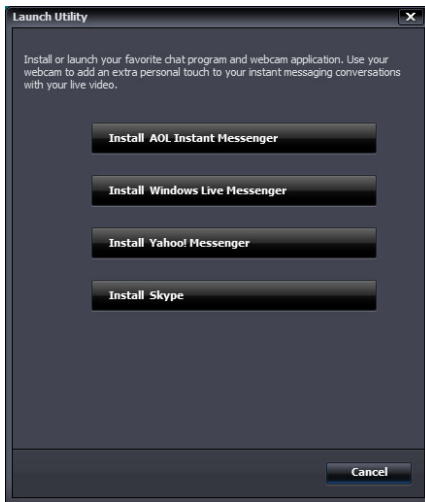 Launch Utility
Install or launch your favorite chat program and webcam application. Use your
webcam to add an extra personal touch to your instant messaging conversations
with your live video.
Install AOL Instant Messenger
Install Windows Live Messenger
Install Yahoo! Messenger
Install Skype
Cancel